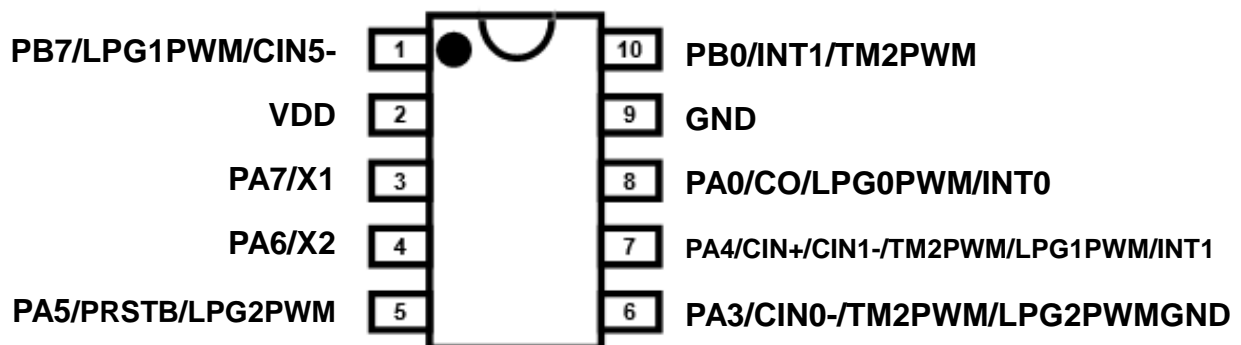 PB7/LPG1PWM/CIN5- 1 10 PB0/INT1/TM2PWM
VDD 2 9 GND
PA7/X1 3 8 PA0/CO/LPG0PWM/INT0
PA6/X2 4 7 PA4/CIN+/CIN1-/TM2PWM/LPG1PWM/INT1
PA5/PRSTB/LPG2PWM 5 6 PA3/CIN0-/TM2PWM/LPG2PWMGND